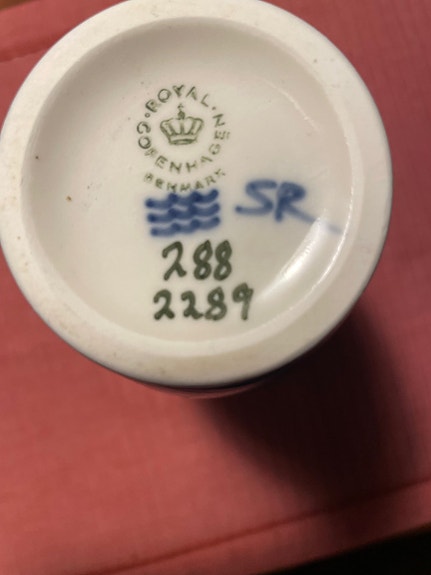 ROYAL COPENHAGEN
DENMARK
SR
288
2289